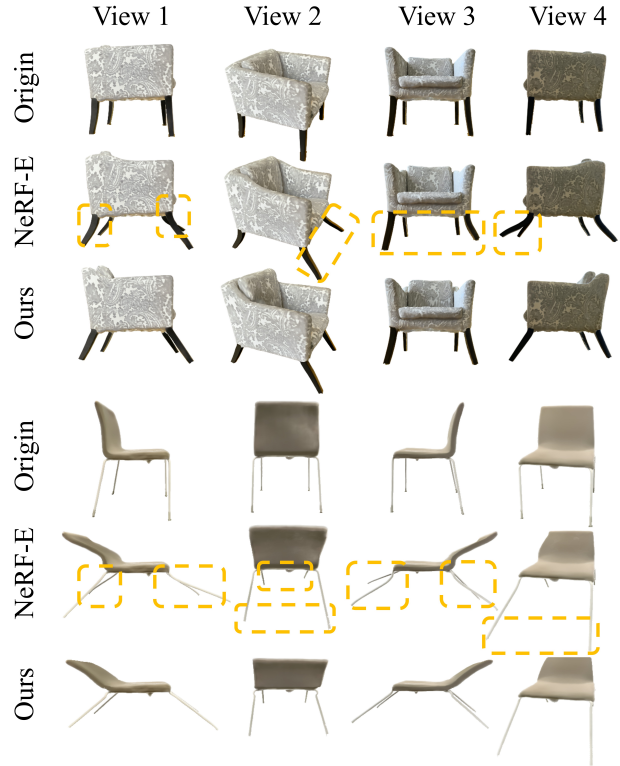 View 1 View 2 View 3 View 4
Origin
NeRF-E
Ours
Origin
NeRF-E
Ours